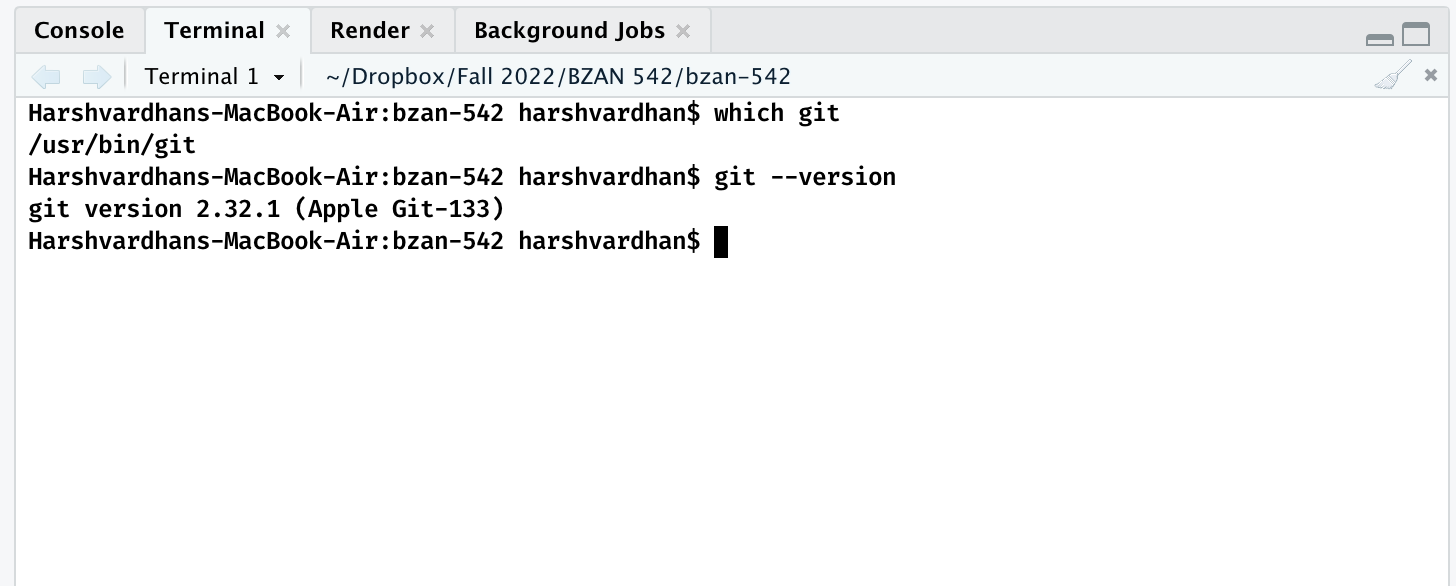 Console Terminal Render Background Jobs
Terminal 1 ~/Dropbox/Fall 2022/BZAN 542/bzan-542
Harshvardhans-MacBook-Air:bzan-542 harshvardhan$ which git
/usr/bin/git
Harshvardhans-MacBook-Air:bzan-542 harshvardhan$ git --version
git version 2.32.1 (Apple Git-133)
Harshvardhans-MacBook-Air:bzan-542 harshvardhan$